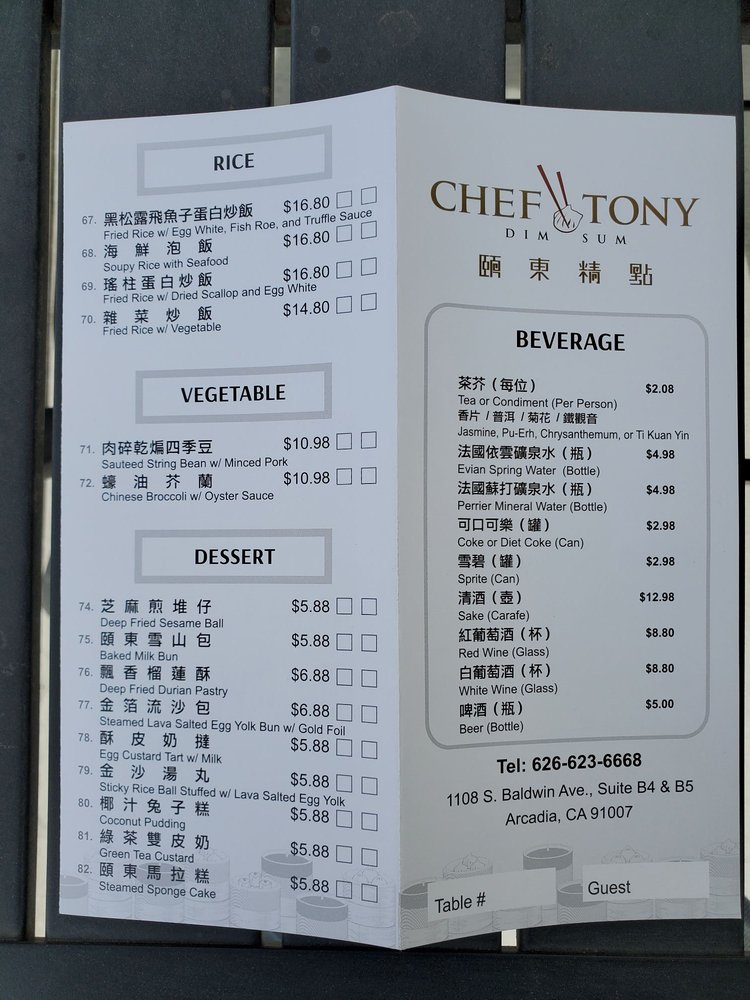 RICE
67. 黑松露飛魚子蛋白炒飯 $16.80
Fried Rice w/ Egg White, Fish Roe, and Truffle Sauce
68. 海鮮泡飯 $16.80
Soupy Rice with Seafood
69. 瑤柱蛋白炒飯 $16.80
Fried Rice w/ Dried Scallop and Egg White
70. 雜菜炒飯 $14.80
Fried Rice w/ Vegetable
VEGETABLE
71. 肉碎乾煸四季豆 $10.98
Sauteed String Bean w/ Minced Pork
72. 蠔油芥蘭 $10.98
Chinese Broccoli w/ Oyster Sauce
DESSERT
74. 芝麻煎堆仔 $5.88
Deep Fried Sesame Ball
75. 頤東雪山包 $5.88
Baked Milk Bun
76. 飄香榴蓮酥 $6.88
Deep Fried Durian Pastry
77. 金箔流沙包 $6.88
Steamed Lava Salted Egg Yolk Bun w/ Gold Foil
78. 酥皮奶撻 $5.88
Egg Custard Tart w/ Milk
79. 金沙湯丸 $5.88
Sticky Rice Ball Stuffed w/ Lava Salted Egg Yolk
80. 椰汁兔子糕 $5.88
Coconut Pudding
81. 綠茶雙皮奶 $5.88
Green Tea Custard
82. 頤東馬拉糕 $5.88
Steamed Sponge Cake
CHEF TONY
DIM SUM
頤東精點
BEVERAGE
茶芥（每位） $2.08
Tea or Condiment (Per Person)
香片 / 普洱 / 菊花 / 鐵觀音
Jasmine, Pu-Erh, Chrysanthemum, or Ti Kuan Yin
法國依雲礦泉水（瓶） $4.98
Evian Spring Water (Bottle)
法國蘇打礦泉水（瓶） $4.98
Perrier Mineral Water (Bottle)
可口可樂（罐） $2.98
Coke or Diet Coke (Can)
雪碧（罐） $2.98
Sprite (Can)
清酒（壺） $12.98
Sake (Carafe)
紅葡萄酒（杯） $8.80
Red Wine (Glass)
白葡萄酒（杯） $8.80
White Wine (Glass)
啤酒（瓶） $5.00
Beer (Bottle)
Tel: 626-623-6668
1108 S. Baldwin Ave., Suite B4 & B5
Arcadia, CA 91007
Table #
Guest